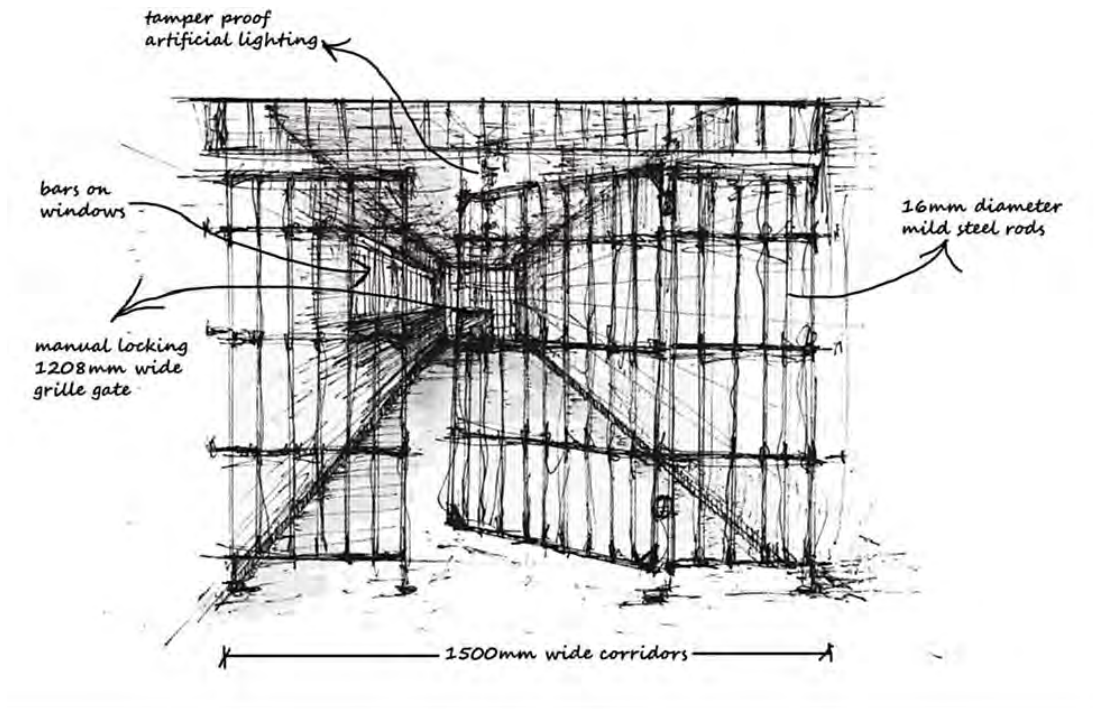 tamper proof
artificial lighting
bars on
windows
16mm diameter
mild steel rods
manual locking
1208mm wide
grille gate
1500mm wide corridors